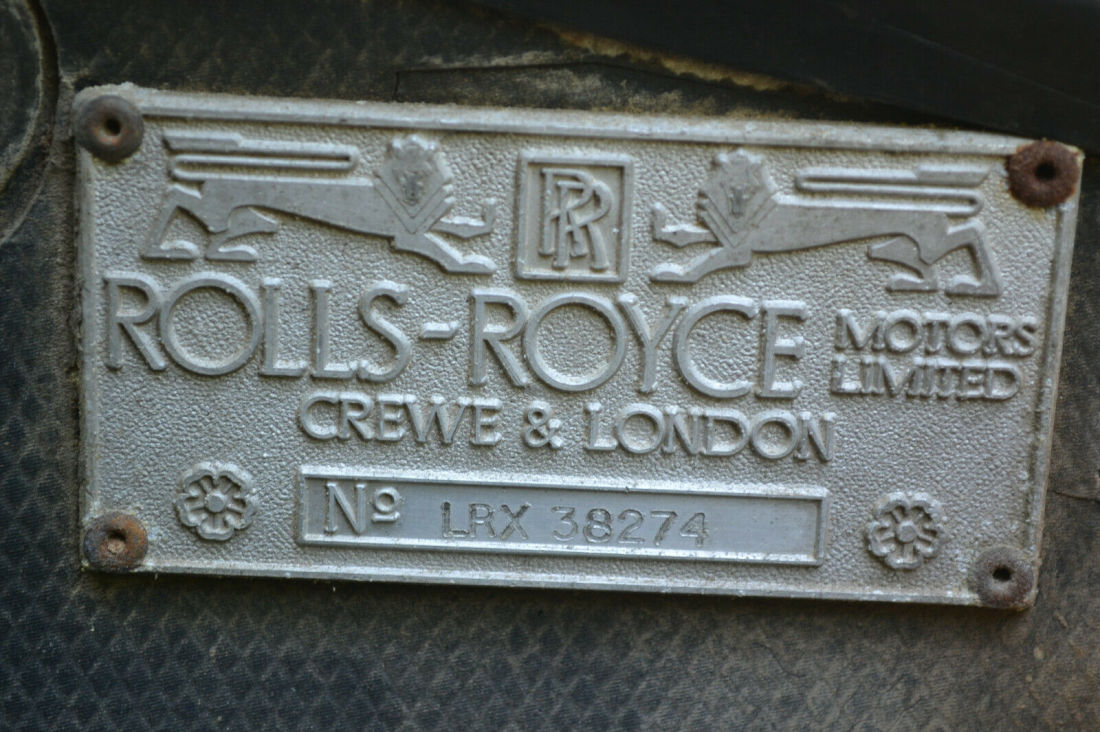 RR
ROLLS-ROYCE MOTORS LIMITED
CREWE & LONDON
Nº LRX 38274